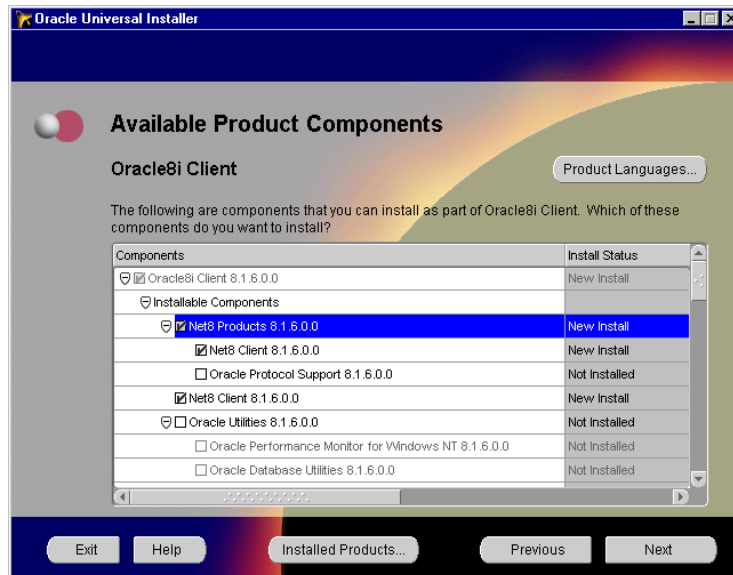 Oracle Universal Installer
Available Product Components
Oracle8i Client
Product Languages...
The following are components that you can install as part of Oracle8i Client. Which of these
components do you want to install?
Components Install Status
Oracle8i Client 8.1.6.0.0 New Install
Installable Components
Net8 Products 8.1.6.0.0 New Install
Net8 Client 8.1.6.0.0 New Install
Oracle Protocol Support 8.1.6.0.0 Not Installed
Net8 Client 8.1.6.0.0 New Install
Oracle Utilities 8.1.6.0.0 Not Installed
Oracle Performance Monitor for Windows NT 8.1.6.0.0 Not Installed
Oracle Database Utilities 8.1.6.0.0 Not Installed
Exit Help Installed Products... Previous Next